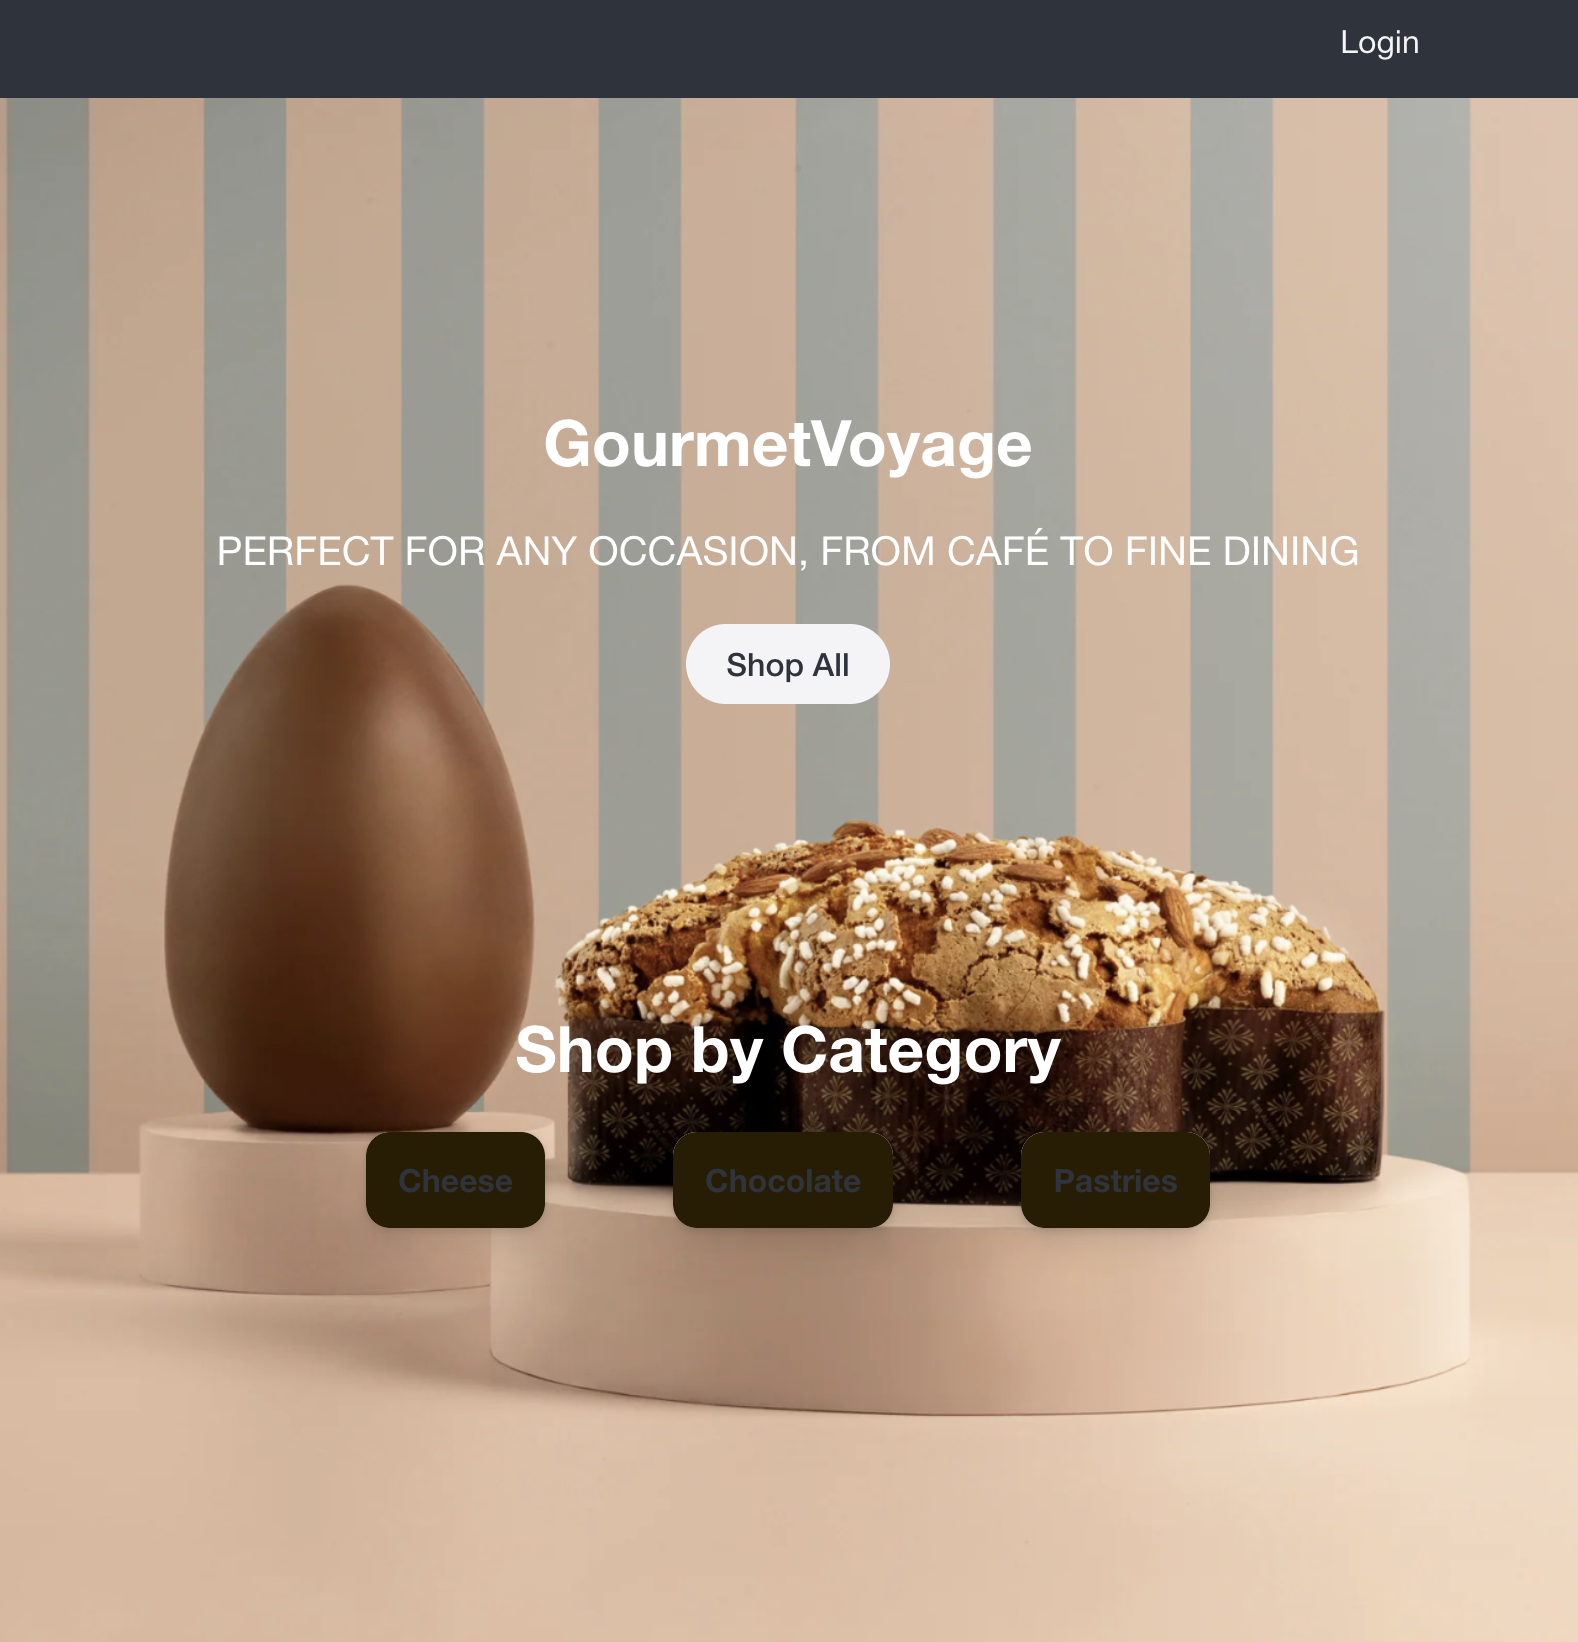 Login
GourmetVoyage
PERFECT FOR ANY OCCASION, FROM CAFÉ TO FINE DINING
Shop All
Shop by Category
Cheese
Chocolate
Pastries